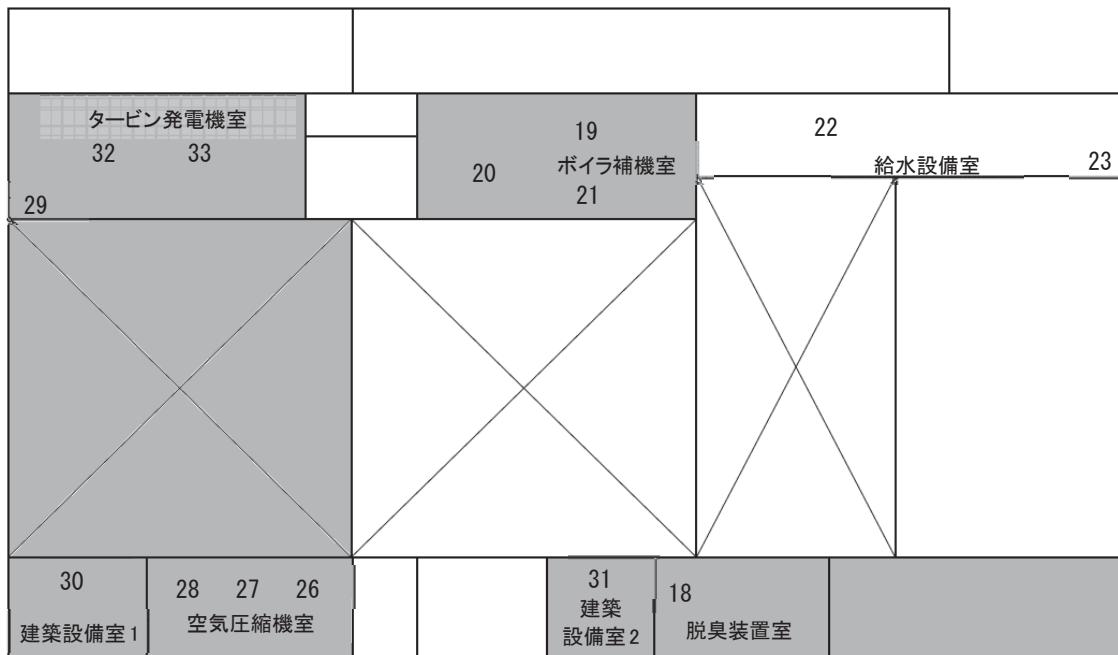 タービン発電機室
32 33
29
19
20 ボイラ補機室
21
22
23
給水設備室
30
建築設備室1
28 27 26
空気圧縮機室
31
建築
設備室2
18
脱臭装置室